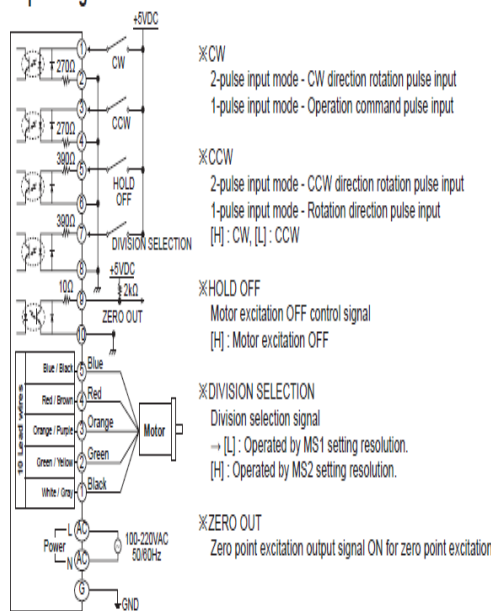 +5VDC
1
270Ω
CW
2
3
270Ω
CCW
4
390Ω
5
HOLD
OFF
6
390Ω
7
DIVISION SELECTION
8
+5VDC
10Ω
2kΩ
9
ZERO OUT
10
10 Lead wires
Blue / Black
5
Blue
Red / Brown
4
Red
Orange / Purple
3
Orange
Motor
Green / Yellow
2
Green
White / Gray
1
Black
Power
L
AC
100-220VAC
50/60Hz
N
AC
G
GND
※CW
2-pulse input mode - CW direction rotation pulse input
1-pulse input mode - Operation command pulse input
※CCW
2-pulse input mode - CCW direction rotation pulse input
1-pulse input mode - Rotation direction pulse input
[H] : CW, [L] : CCW
※HOLD OFF
Motor excitation OFF control signal
[H] : Motor excitation OFF
※DIVISION SELECTION
Division selection signal
→ [L] : Operated by MS1 setting resolution.
[H] : Operated by MS2 setting resolution.
※ZERO OUT
Zero point excitation output signal ON for zero point excitation